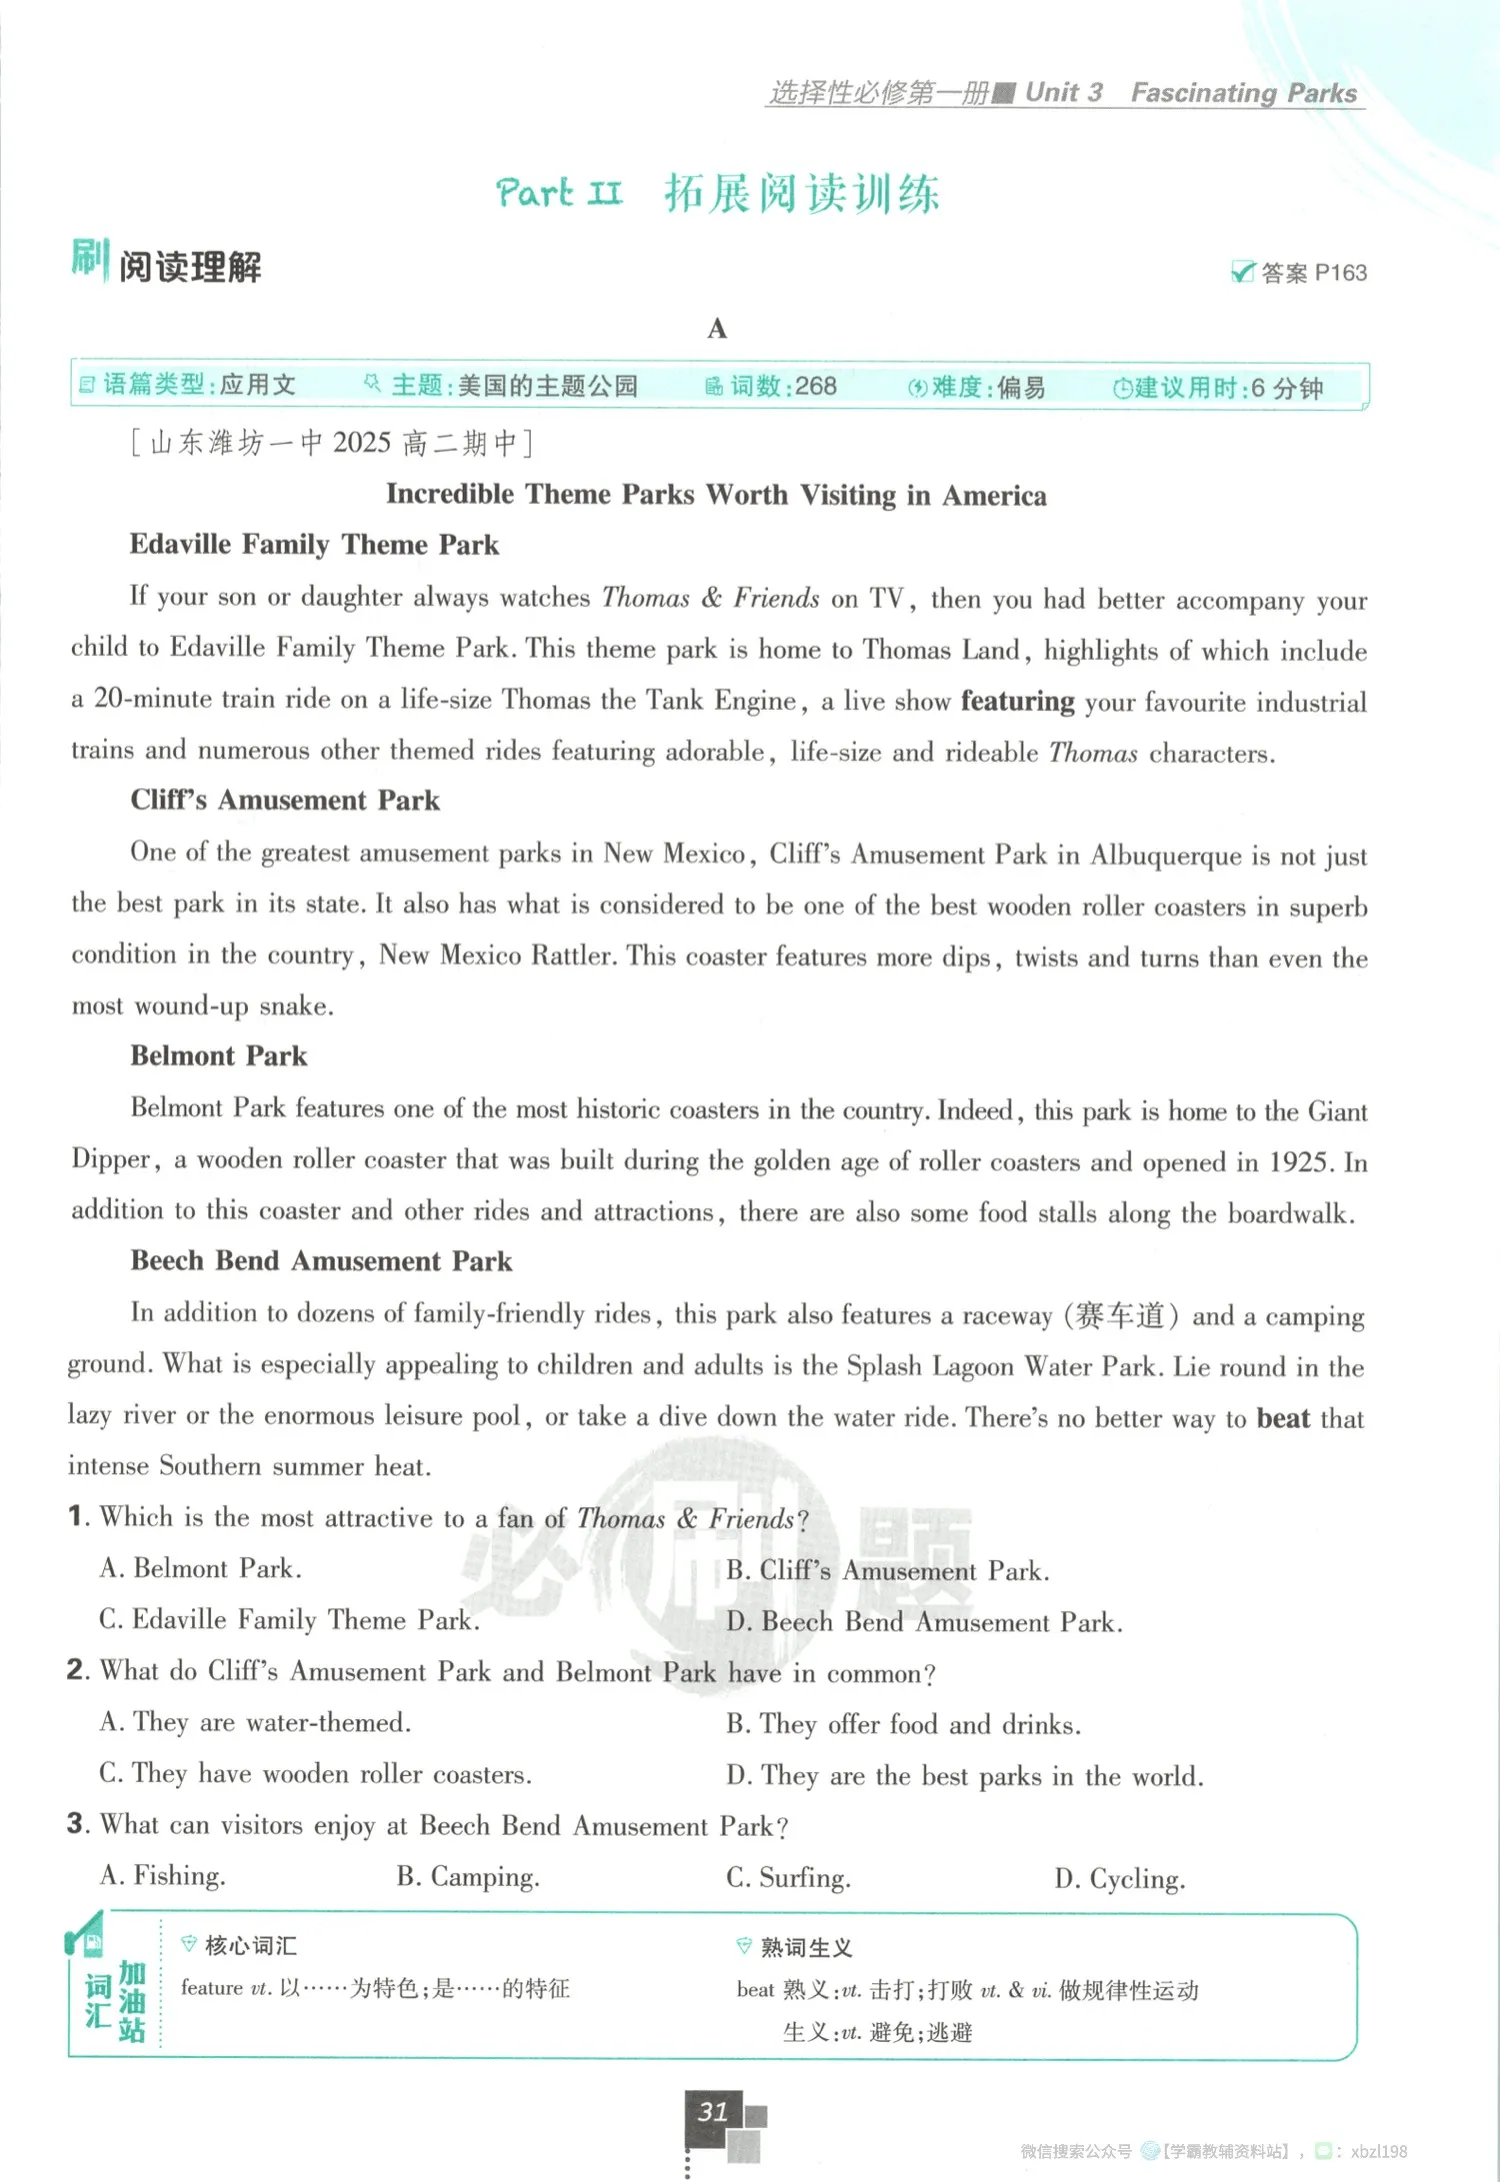 选择性必修第一册■ Unit 3 Fascinating Parks
Part II 拓展阅读训练
刷 阅读理解
答案 P163
A
语篇类型:应用文 主题:美国的主题公园 词数:268 难度:偏易 建议用时:6 分钟
[山东潍坊一中 2025 高二期中]
Incredible Theme Parks Worth Visiting in America
Edaville Family Theme Park
If your son or daughter always watches Thomas & Friends on TV, then you had better accompany your
child to Edaville Family Theme Park. This theme park is home to Thomas Land, highlights of which include
a 20-minute train ride on a life-size Thomas the Tank Engine, a live show featuring your favourite industrial
trains and numerous other themed rides featuring adorable, life-size and rideable Thomas characters.
Cliff's Amusement Park
One of the greatest amusement parks in New Mexico, Cliff's Amusement Park in Albuquerque is not just
the best park in its state. It also has what is considered to be one of the best wooden roller coasters in superb
condition in the country, New Mexico Rattler. This coaster features more dips, twists and turns than even the
most wound-up snake.
Belmont Park
Belmont Park features one of the most historic coasters in the country. Indeed, this park is home to the Giant
Dipper, a wooden roller coaster that was built during the golden age of roller coasters and opened in 1925. In
addition to this coaster and other rides and attractions, there are also some food stalls along the boardwalk.
Beech Bend Amusement Park
In addition to dozens of family-friendly rides, this park also features a raceway (赛车道) and a camping
ground. What is especially appealing to children and adults is the Splash Lagoon Water Park. Lie round in the
lazy river or the enormous leisure pool, or take a dive down the water ride. There's no better way to beat that
intense Southern summer heat.
1. Which is the most attractive to a fan of Thomas & Friends?
A. Belmont Park. B. Cliff's Amusement Park.
C. Edaville Family Theme Park. D. Beech Bend Amusement Park.
2. What do Cliff's Amusement Park and Belmont Park have in common?
A. They are water-themed. B. They offer food and drinks.
C. They have wooden roller coasters. D. They are the best parks in the world.
3. What can visitors enjoy at Beech Bend Amusement Park?
A. Fishing. B. Camping. C. Surfing. D. Cycling.
必刷题
词汇加油站
核心词汇 熟词生义
feature vt. 以……为特色;是……的特征 beat 熟义:vt. 击打;打败 vt. & vi. 做规律性运动
生义:vt. 避免;逃避
31
微信搜索公众号【学霸教辅资料站】, : xbzl198